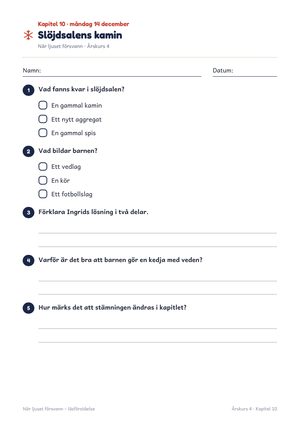 Kapitel 10 · måndag 14 december
Slöjdsalens kamin
När ljuset försvann · Årskurs 4
Namn: Datum:
1 Vad fanns kvar i slöjdsalen?
En gammal kamin
Ett nytt aggregat
En gammal spis
2 Vad bildar barnen?
Ett vedlag
En kör
Ett fotbollslag
3 Förklara Ingrids lösning i två delar.
4 Varför är det bra att barnen gör en kedja med veden?
5 Hur märks det att stämningen ändras i kapitlet?
När ljuset försvann – läsförståelse Årskurs 4 · Kapitel 10